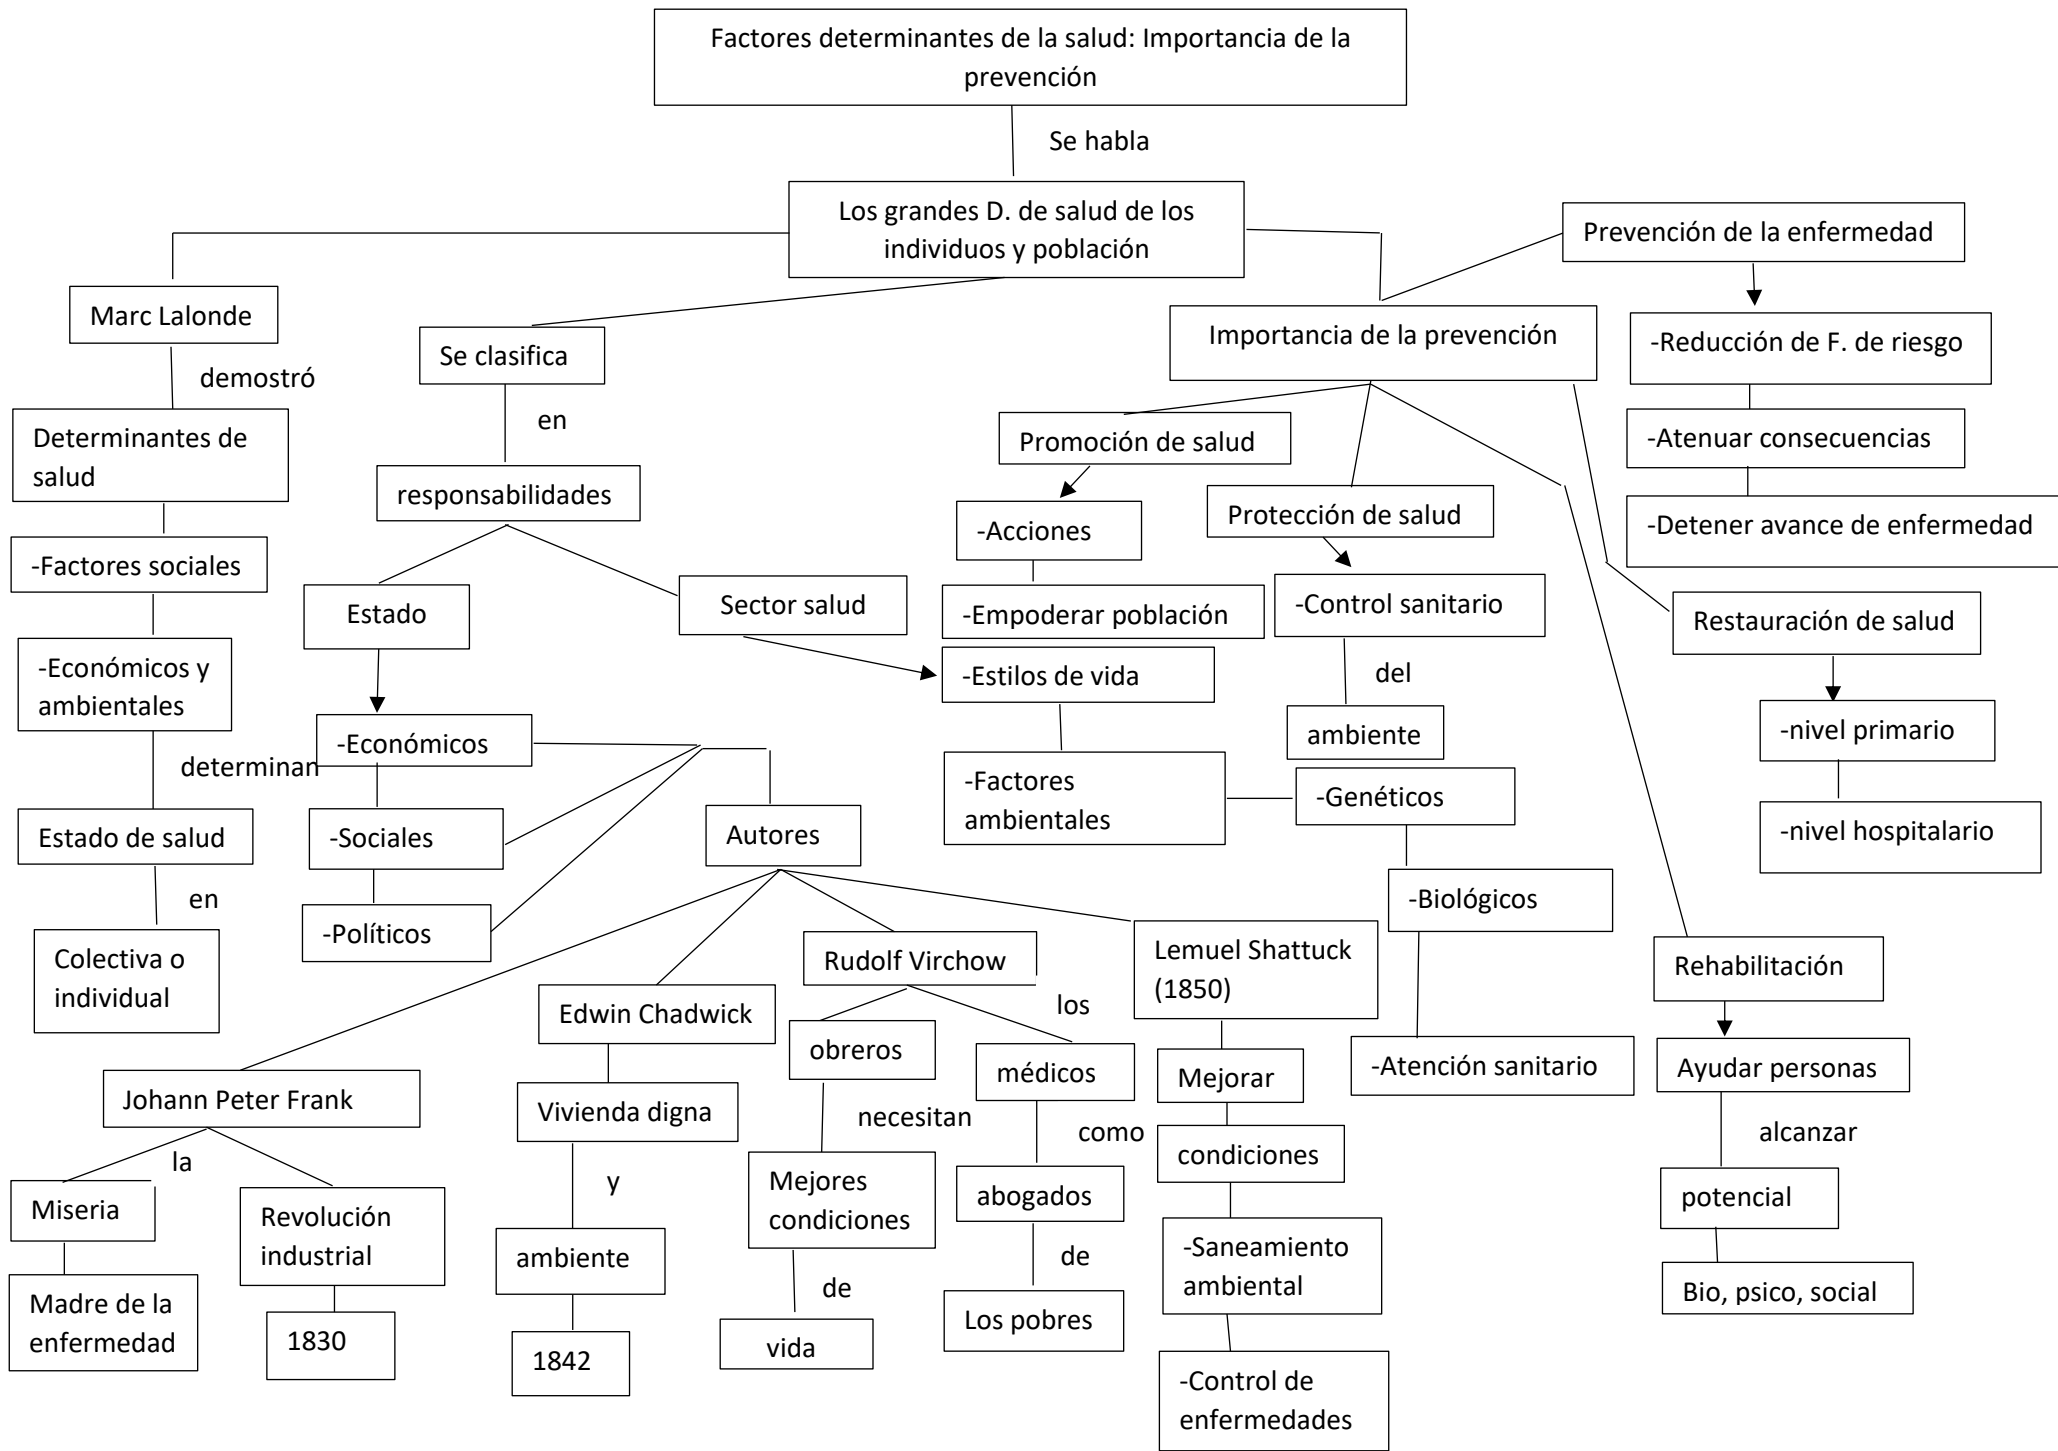 Factores determinantes de la salud: Importancia de la
prevención
Se habla
Los grandes D. de salud de los
individuos y población
Prevención de la enfermedad
Marc Lalonde
Se clasifica
Importancia de la prevención
-Reducción de F. de riesgo
demostró
en
Determinantes de
salud
Promoción de salud
-Atenuar consecuencias
responsabilidades
-Acciones
Protección de salud
-Detener avance de enfermedad
-Factores sociales
Estado
Sector salud
-Empoderar población
-Control sanitario
Restauración de salud
-Económicos y
ambientales
-Estilos de vida
del
-nivel primario
determinan
-Económicos
ambiente
-Factores
ambientales
-Genéticos
-nivel hospitalario
Estado de salud
-Sociales
Autores
en
-Políticos
-Biológicos
Colectiva o
individual
Rudolf Virchow
Lemuel Shattuck
(1850)
Rehabilitación
Edwin Chadwick
los
obreros
médicos
Mejorar
-Atención sanitario
Ayudar personas
Johann Peter Frank
Vivienda digna
necesitan
como
condiciones
alcanzar
la
y
Miseria
Revolución
industrial
Mejores
condiciones
abogados
potencial
ambiente
de
de
-Saneamiento
ambiental
Bio, psico, social
Madre de la
enfermedad
1830
1842
vida
Los pobres
-Control de
enfermedades